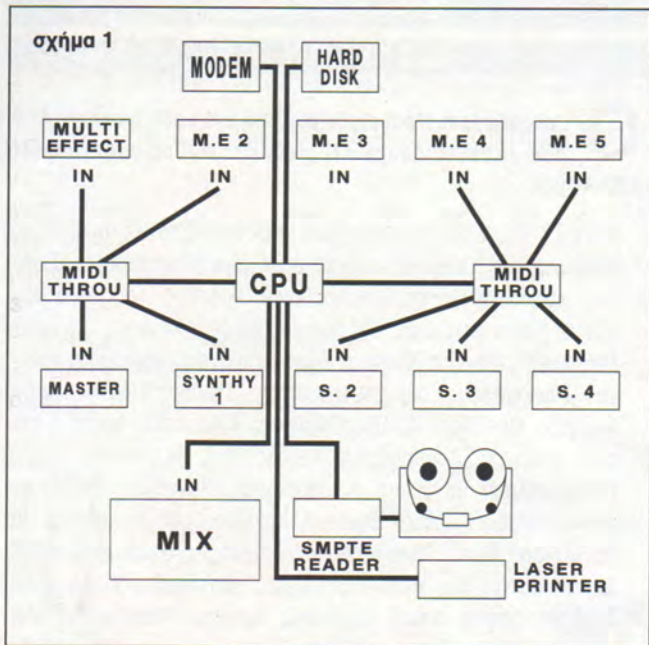 σχήμα 1
MODEM
HARD
DISK
MULTI
EFFECT
M.E 2
M.E 3
M.E 4
M.E 5
IN
IN
IN
IN
IN
MIDI
THROU
CPU
MIDI
THROU
IN
IN
IN
IN
IN
MASTER
SYNTHY
1
S. 2
S. 3
S. 4
IN
MIX
SMPTE
READER
LASER
PRINTER